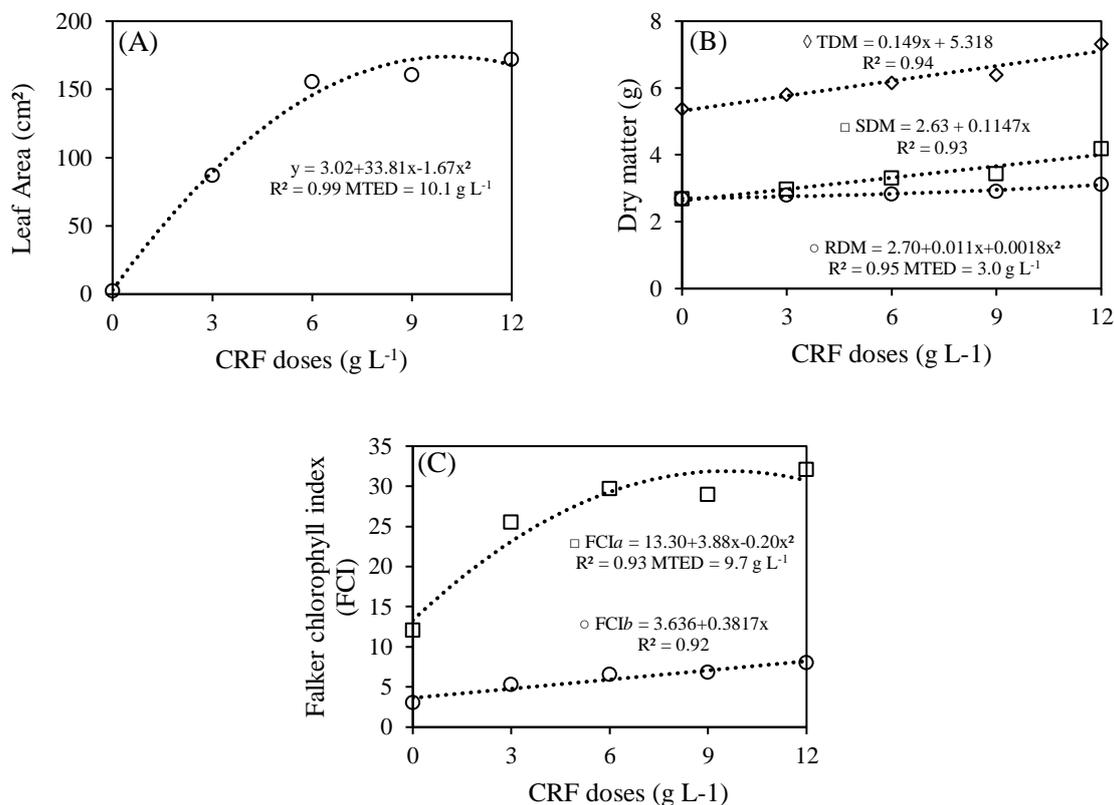 (A)
200
150
100
50
0
Leaf Area (cm²)
y = 3.02+33.81x-1.67x²
R² = 0.99 MTED = 10.1 g L⁻¹
0 3 6 9 12
CRF doses (g L⁻¹)
(B)
8
6
4
2
0
Dry matter (g)
◇ TDM = 0.149x + 5.318
R² = 0.94
□ SDM = 2.63 + 0.1147x
R² = 0.93
○ RDM = 2.70+0.011x+0.0018x²
R² = 0.95 MTED = 3.0 g L⁻¹
0 3 6 9 12
CRF doses (g L-1)
(C)
35
30
25
20
15
10
5
0
Falker chlorophyll index
(FCI)
□ FCIa = 13.30+3.88x-0.20x²
R² = 0.93 MTED = 9.7 g L⁻¹
○ FCIb = 3.636+0.3817x
R² = 0.92
0 3 6 9 12
CRF doses (g L-1)